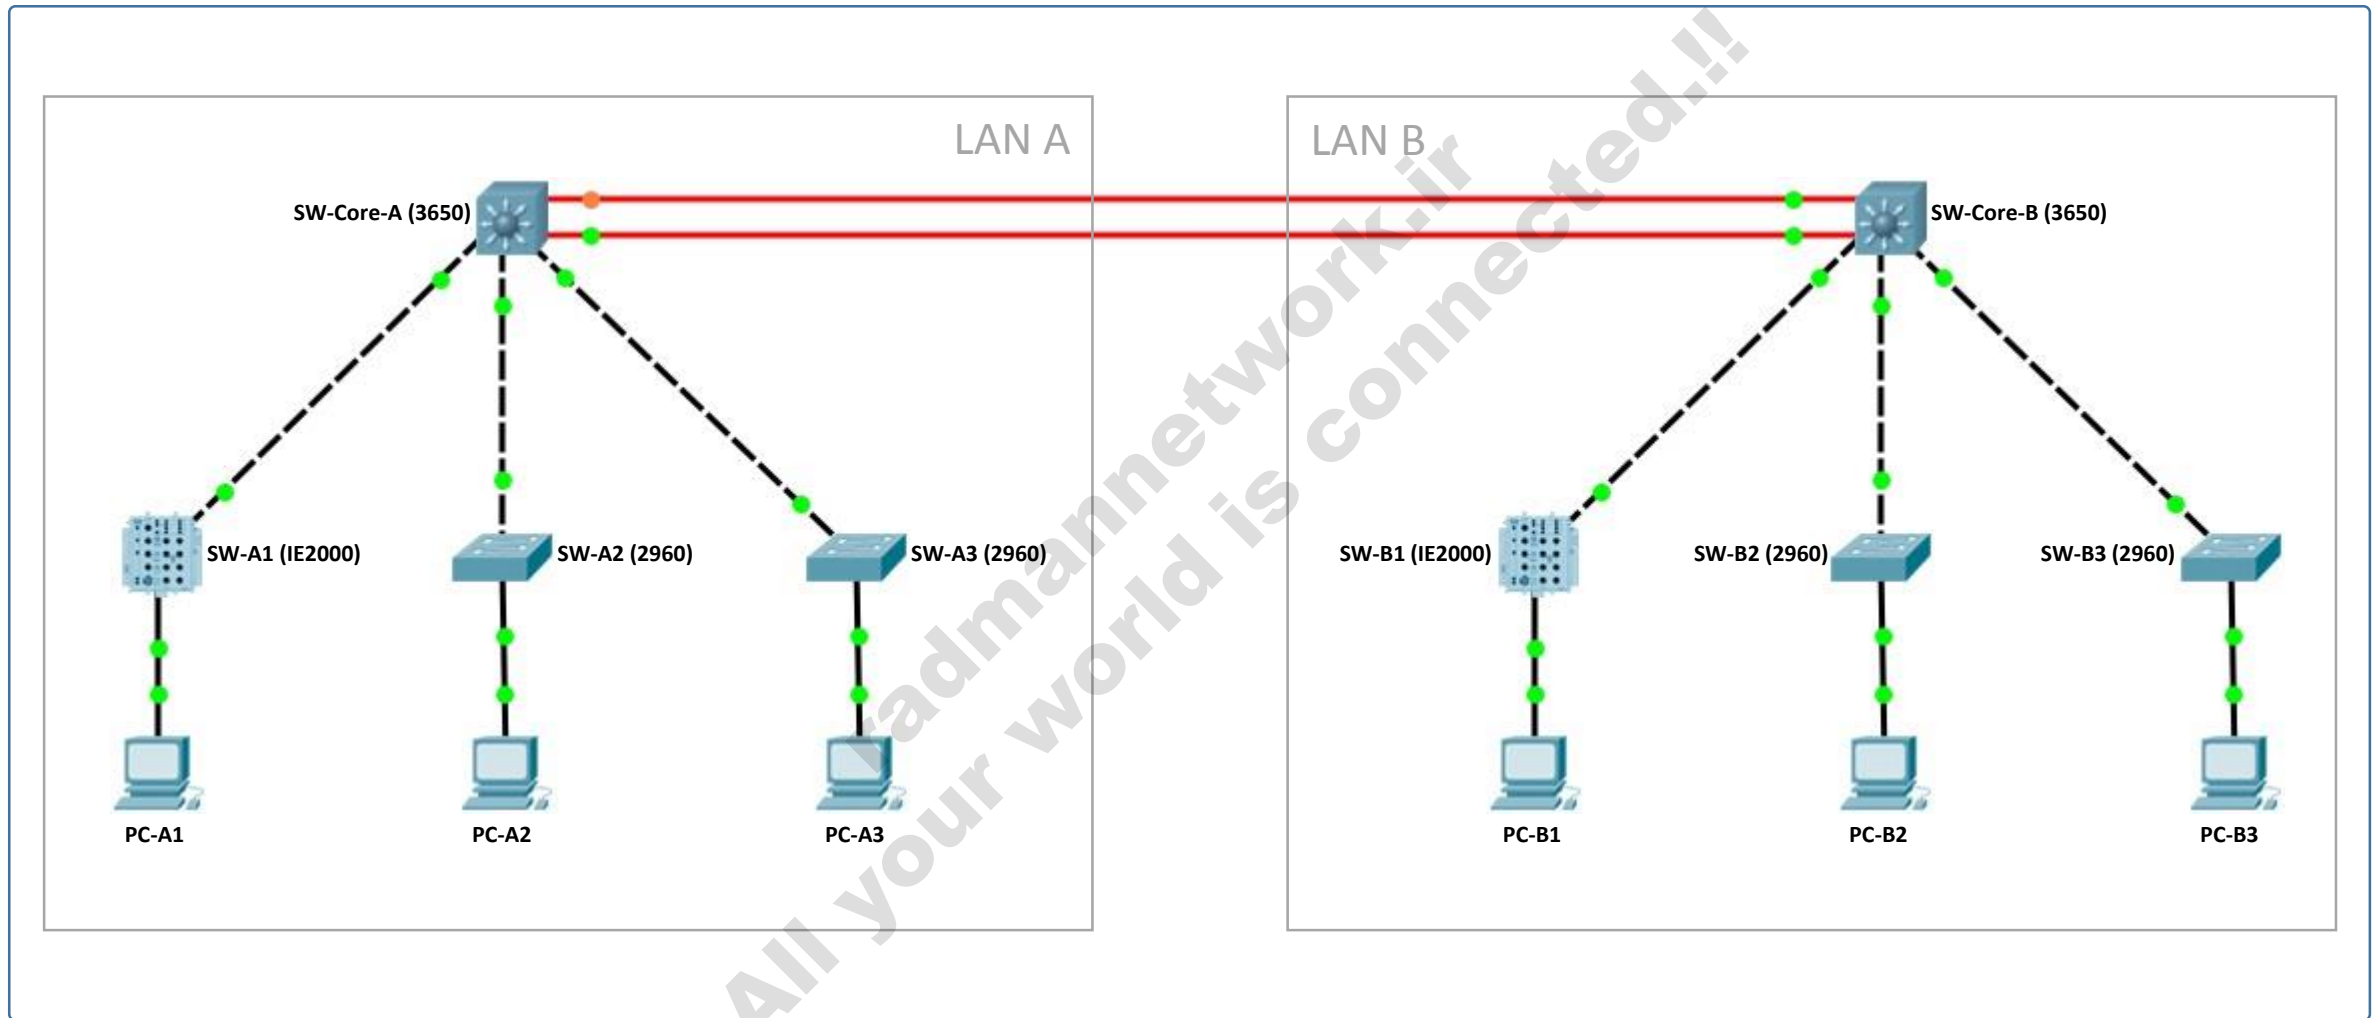 LAN A
LAN B
SW-Core-A (3650)
SW-Core-B (3650)
SW-A1 (IE2000)
SW-A2 (2960)
SW-A3 (2960)
SW-B1 (IE2000)
SW-B2 (2960)
SW-B3 (2960)
PC-A1
PC-A2
PC-A3
PC-B1
PC-B2
PC-B3
radmannetwork.ir
All your world is connected.!!